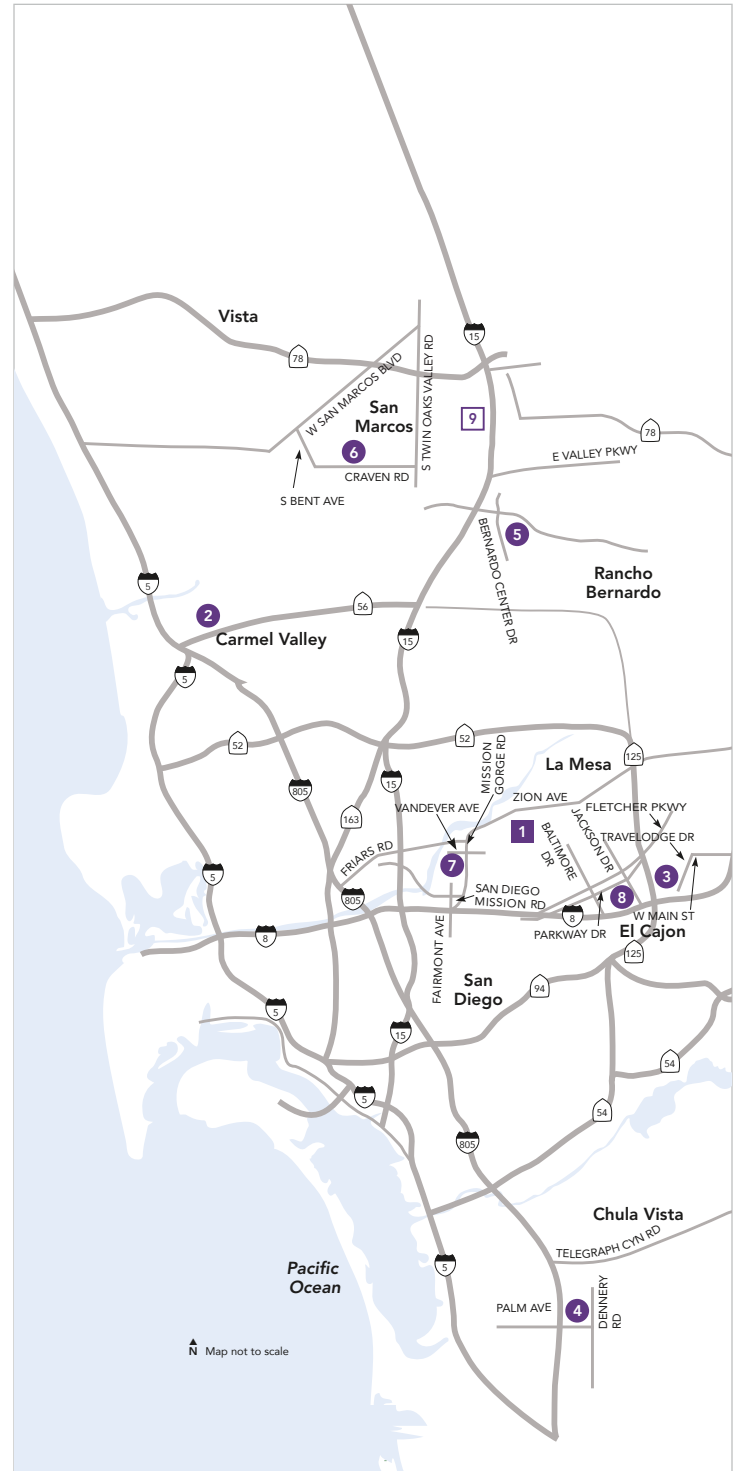 Vista
15
78
W SAN MARCOS BLVD
San
Marcos
S TWIN OAKS VALLEY RD
9
78
6
E VALLEY PKWY
CRAVEN RD
S BENT AVE
5
BERNARDO CENTER DR
Rancho
Bernardo
5
2
56
Carmel Valley
15
5
52
52
MISSION
GORGE RD
La Mesa
125
805
15
ZION AVE
FLETCHER PKWY
VANDEVER AVE
163
1
BALTIMORE
DR
JACKSON DR
TRAVELODGE DR
FRIARS RD
7
3
5
805
SAN DIEGO
MISSION RD
8
8
W MAIN ST
8
PARKWAY DR
El Cajon
FAIRMONT AVE
125
San
Diego
94
5
15
54
5
54
805
Chula Vista
TELEGRAPH CYN RD
5
Pacific
Ocean
PALM AVE
4
DENNERY
RD
N Map not to scale